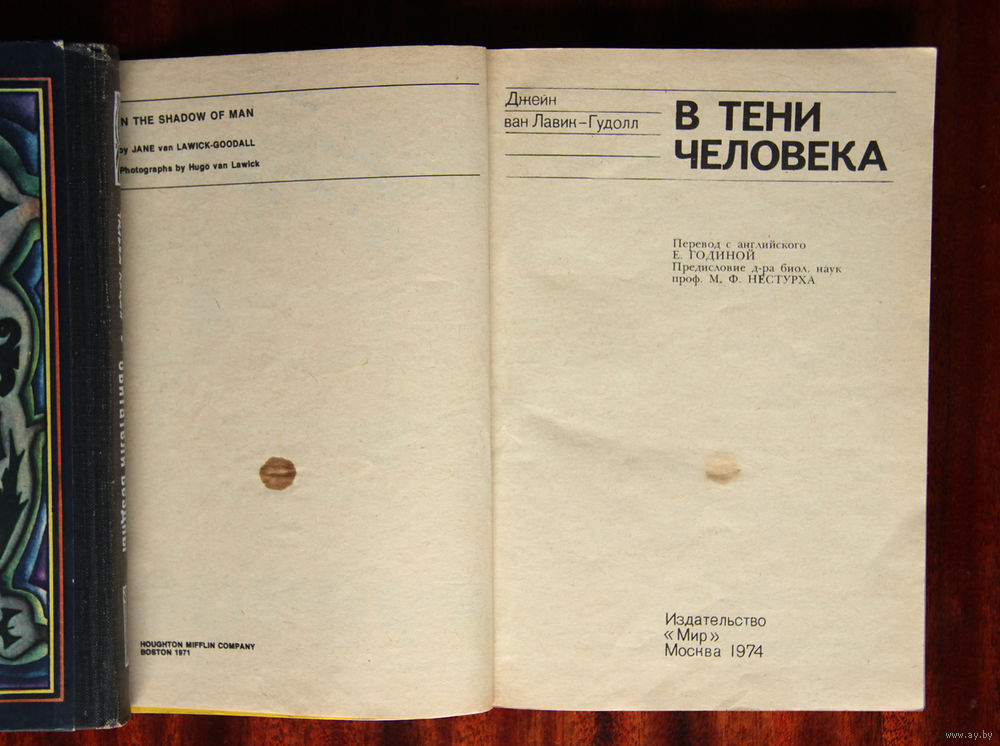 N THE SHADOW OF MAN
by JANE van LAWICK-GOODALL
Photographs by Hugo van Lawick
HOUGHTON MIFFLIN COMPANY
BOSTON 1971
Джейн
ван Лавик-Гудолл
В ТЕНИ
ЧЕЛОВЕКА
Перевод с английского
Е. ГОДИНОЙ
Предисловие д-ра биол. наук
проф. М. Ф. НЕСТУРХА
Издательство
«Мир»
Москва 1974
www.ay.by